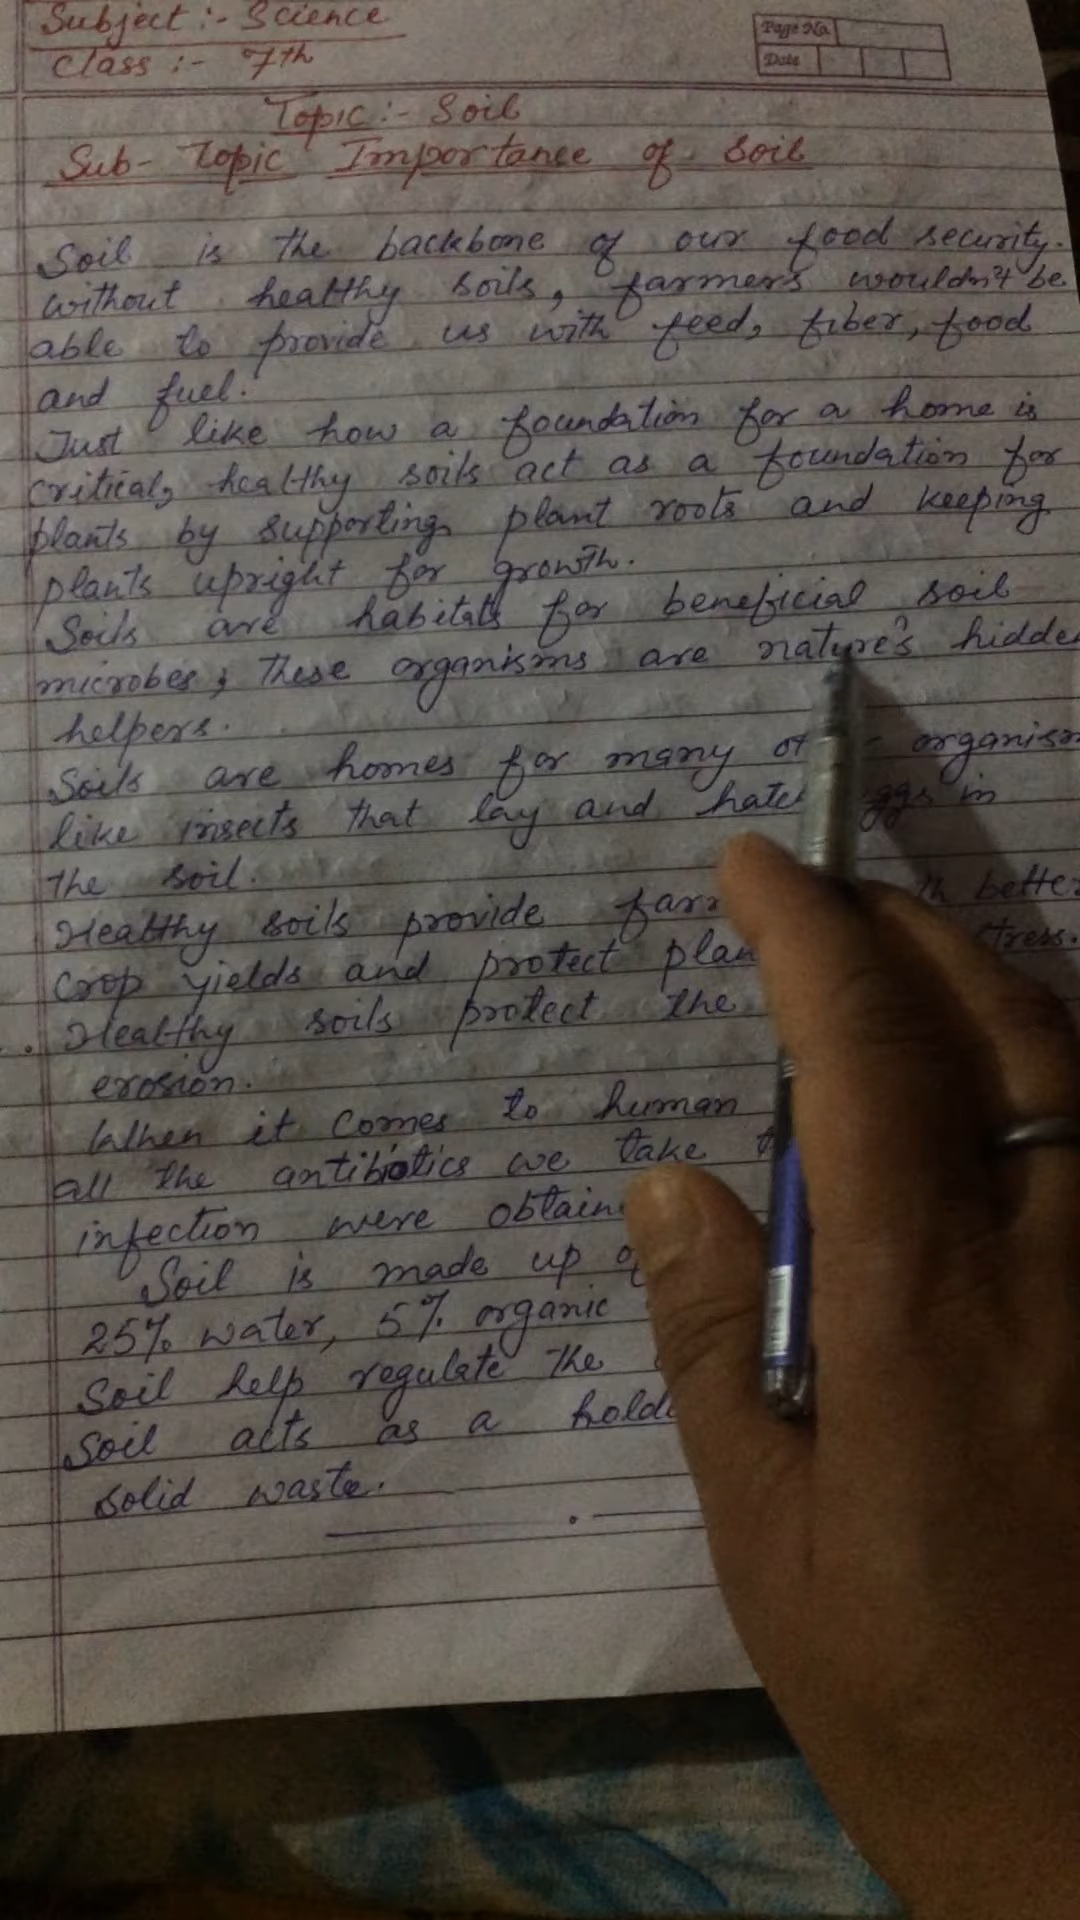 Subject :- Science
Class :- 7th
Page No.
Date
Topic :- Soil
Sub- Topic Importance of Soil
Soil is the backbone of our food security.
without healthy soils, farmers wouldn't be
able to provide us with feed, fiber, food
and fuel.
Just like how a foundation for a home is
critical, healthy soils act as a foundation for
plants by supporting plant roots and keeping
plants upright for growth.
Soils are habitats for beneficial soil
microbes; these organisms are nature's hidden
helpers.
Soils are homes for many organism
like insects that lay and eggs in
the soil.
Healthy soils provide better
crop yields and protect stress.
Healthy soils protect the
erosion.
When it comes to human
all the antibiotics we take
infection were
Soil is made up
25% water, 5% organic
Soil help regulate the
Soil acts as a
solid waste.